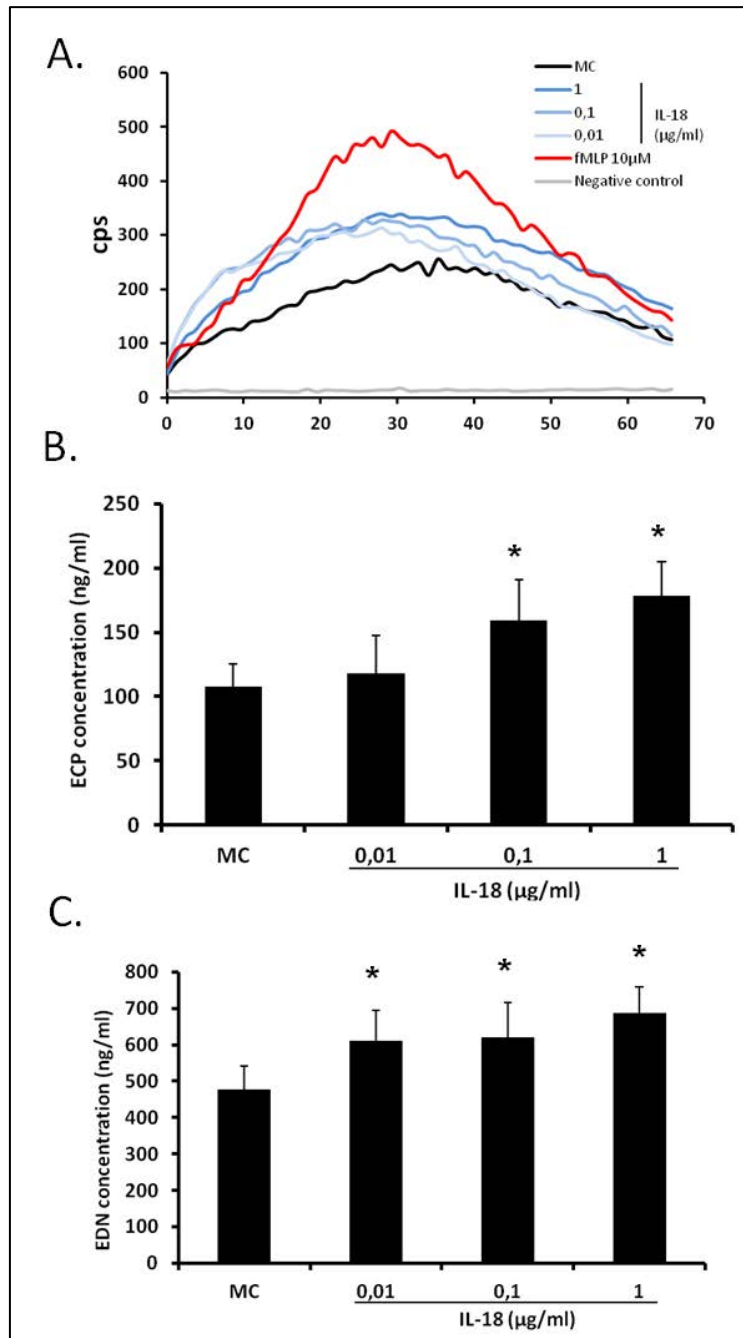 A.
600
500
400
300
200
100
0
cps
0 10 20 30 40 50 60 70
MC
1
0,1
0,01
IL-18
(µg/ml)
fMLP 10µM
Negative control
B.
250
200
150
100
50
0
ECP concentration (ng/ml)
* *
MC 0,01 0,1 1
IL-18 (µg/ml)
C.
800
700
600
500
400
300
200
100
0
EDN concentration (ng/ml)
* * *
MC 0,01 0,1 1
IL-18 (µg/ml)